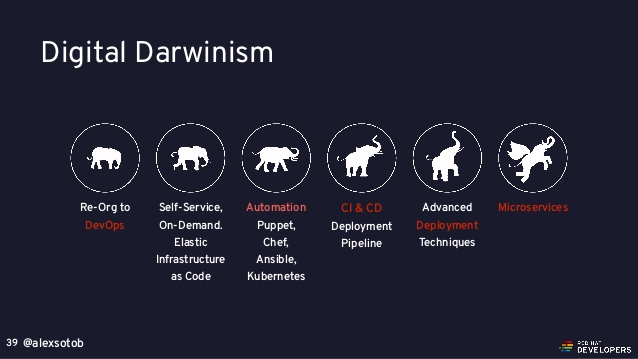 Digital Darwinism
Re-Org to
DevOps
Self-Service,
On-Demand.
Elastic
Infrastructure
as Code
Automation
Puppet,
Chef,
Ansible,
Kubernetes
CI & CD
Deployment
Pipeline
Advanced
Deployment
Techniques
Microservices
39 @alexsotob
RED HAT
DEVELOPERS